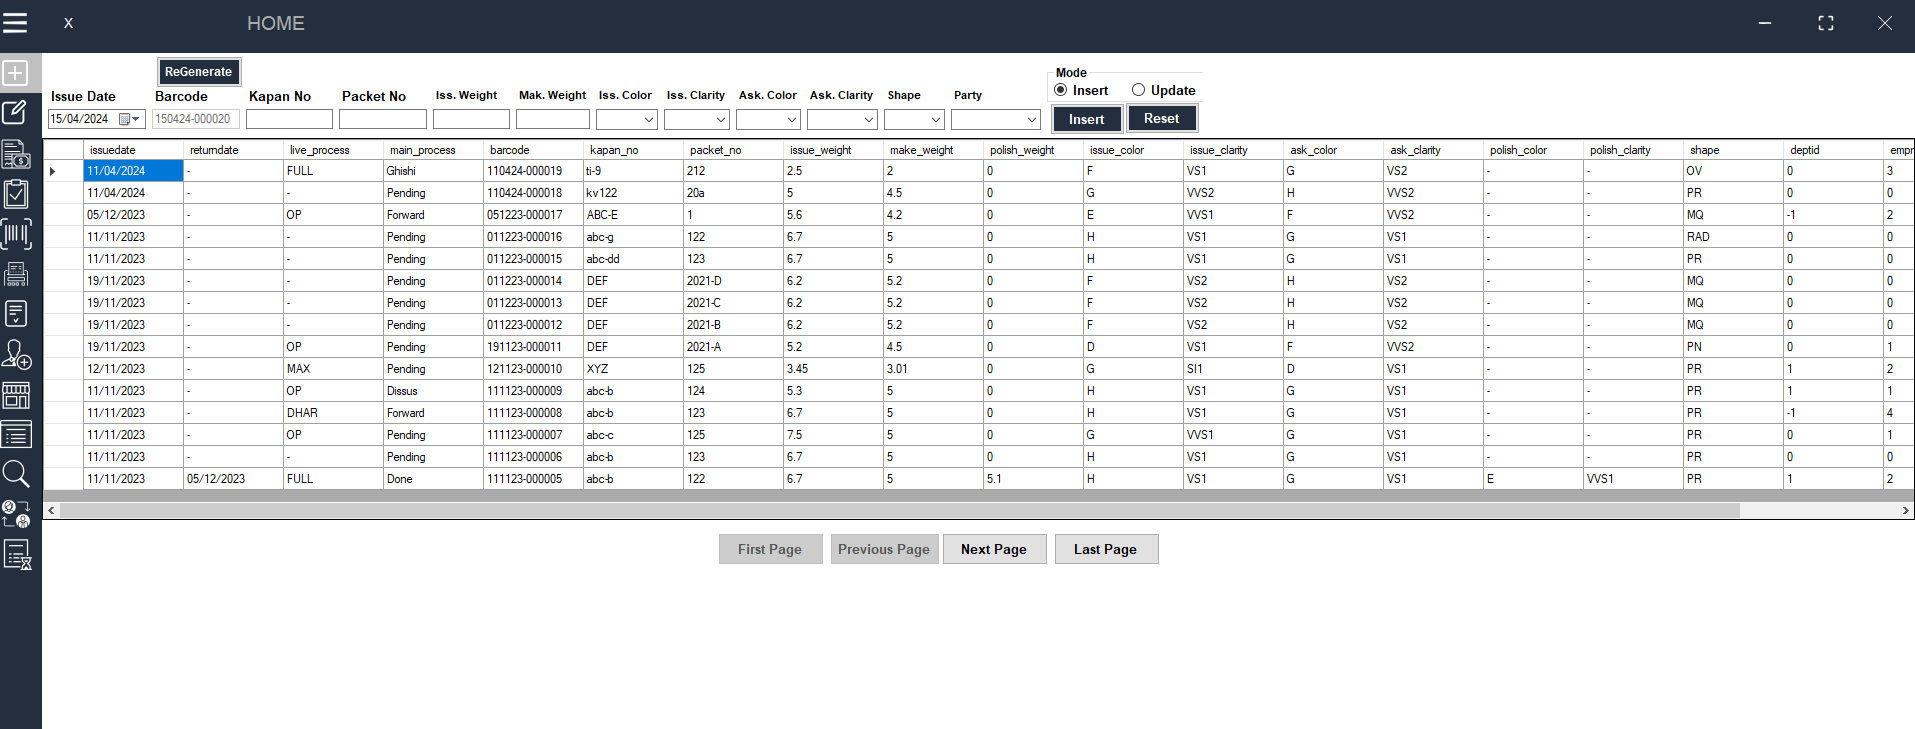 X HOME
ReGenerate
Mode
Issue Date Barcode Kapan No Packet No Iss. Weight Mak. Weight Iss. Color Iss. Clarity Ask. Color Ask. Clarity Shape Party Insert Update
15/04/2024 150424-000020 Insert Reset
issuedate returndate live_process main_process barcode kapan_no packet_no issue_weight make_weight polish_weight issue_color issue_clarity ask_color ask_clarity polish_color polish_clarity shape deptid empr
11/04/2024 - FULL Ghishi 110424-000019 ti-9 212 2.5 2 0 F VS1 G VS2 - - OV 0 3
11/04/2024 - - Pending 110424-000018 kv122 20a 5 4.5 0 G VVS2 H VVS2 - - PR 0 0
05/12/2023 - OP Forward 051223-000017 ABC-E 1 5.6 4.2 0 E VVS1 F VVS2 - - MQ -1 2
11/11/2023 - - Pending 011223-000016 abc-g 122 6.7 5 0 H VS1 G VS1 - - RAD 0 0
11/11/2023 - - Pending 011223-000015 abc-dd 123 6.7 5 0 H VS1 G VS1 - - PR 0 0
19/11/2023 - - Pending 011223-000014 DEF 2021-D 6.2 5.2 0 F VS2 H VS2 - - MQ 0 0
19/11/2023 - - Pending 011223-000013 DEF 2021-C 6.2 5.2 0 F VS2 H VS2 - - MQ 0 0
19/11/2023 - - Pending 011223-000012 DEF 2021-B 6.2 5.2 0 F VS2 H VS2 - - MQ 0 0
19/11/2023 - OP Pending 191123-000011 DEF 2021-A 5.2 4.5 0 D VS1 F VVS2 - - PN 0 1
12/11/2023 - MAX Pending 121123-000010 XYZ 125 3.45 3.01 0 G SI1 D VS1 - - PR 1 2
11/11/2023 - OP Dissus 111123-000009 abc-b 124 5.3 5 0 H VS1 G VS1 - - PR 1 1
11/11/2023 - DHAR Forward 111123-000008 abc-b 123 6.7 5 0 H VS1 G VS1 - - PR -1 4
11/11/2023 - OP Pending 111123-000007 abc-c 125 7.5 5 0 G VVS1 G VS1 - - PR 0 1
11/11/2023 - - Pending 111123-000006 abc-b 123 6.7 5 0 H VS1 G VS1 - - PR 0 0
11/11/2023 05/12/2023 FULL Done 111123-000005 abc-b 122 6.7 5 5.1 H VS1 G VS1 E VVS1 PR 1 2
First Page Previous Page Next Page Last Page